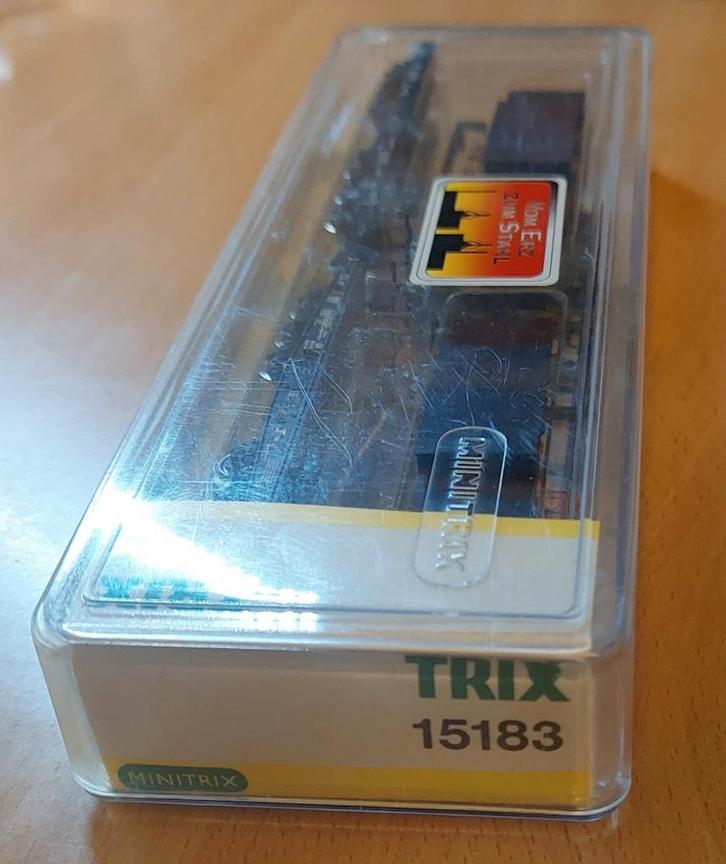 VOM ERZ
ZUM STAHL
MINITRIX
TRIX
15183
MINITRIX